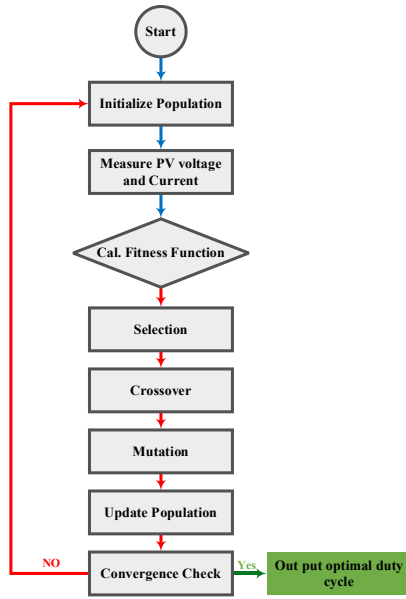 Start
Initialize Population
Measure PV voltage
and Current
Cal. Fitness Function
Selection
Crossover
Mutation
Update Population
NO
Convergence Check
Yes
Out put optimal duty
cycle